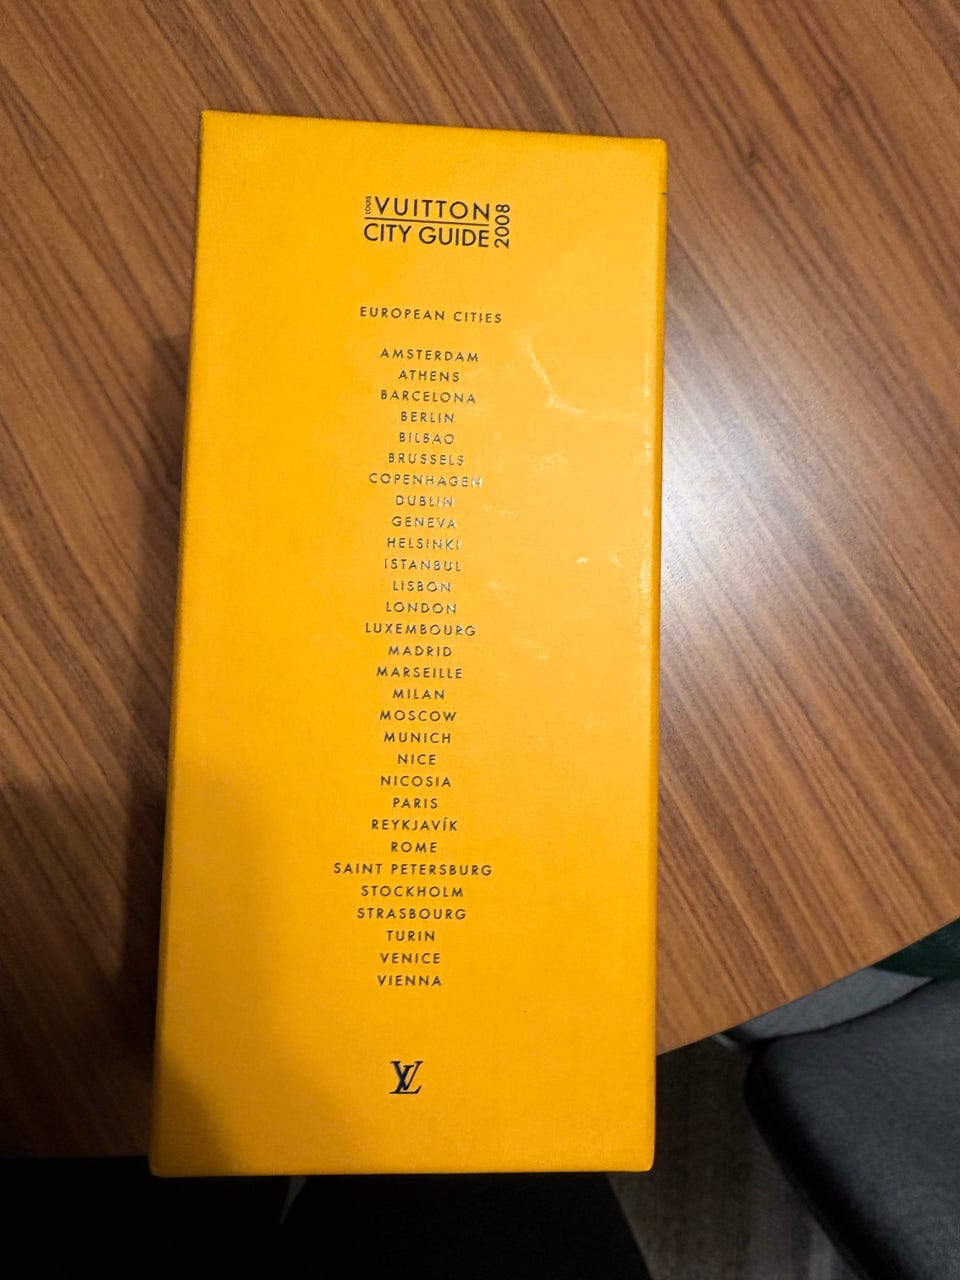 LOUIS VUITTON
CITY GUIDE 2008
EUROPEAN CITIES
AMSTERDAM
ATHENS
BARCELONA
BERLIN
BILBAO
BRUSSELS
COPENHAGEN
DUBLIN
GENEVA
HELSINKI
ISTANBUL
LISBON
LONDON
LUXEMBOURG
MADRID
MARSEILLE
MILAN
MOSCOW
MUNICH
NICE
NICOSIA
PARIS
REYKJAVÍK
ROME
SAINT PETERSBURG
STOCKHOLM
STRASBOURG
TURIN
VENICE
VIENNA
LV